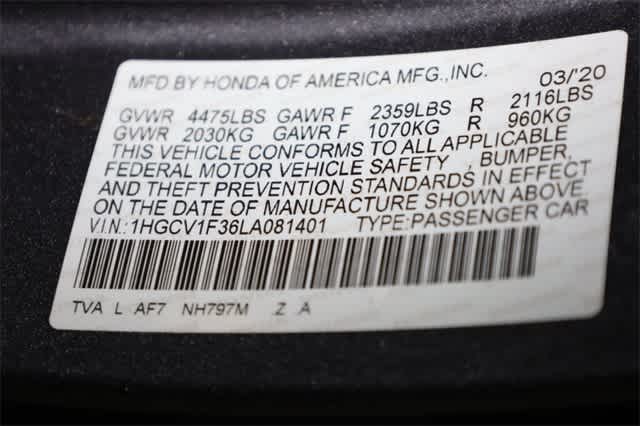 MFD BY HONDA OF AMERICA MFG.,INC. 03/'20
GVWR 4475LBS GAWR F 2359LBS R 2116LBS
GVWR 2030KG GAWR F 1070KG R 960KG
THIS VEHICLE CONFORMS TO ALL APPLICABLE
FEDERAL MOTOR VEHICLE SAFETY , BUMPER,
AND THEFT PREVENTION STANDARDS IN EFFECT
ON THE DATE OF MANUFACTURE SHOWN ABOVE.
V.I.N.:1HGCV1F36LA081401 TYPE:PASSENGER CAR
TVA L AF7 NH797M Z A